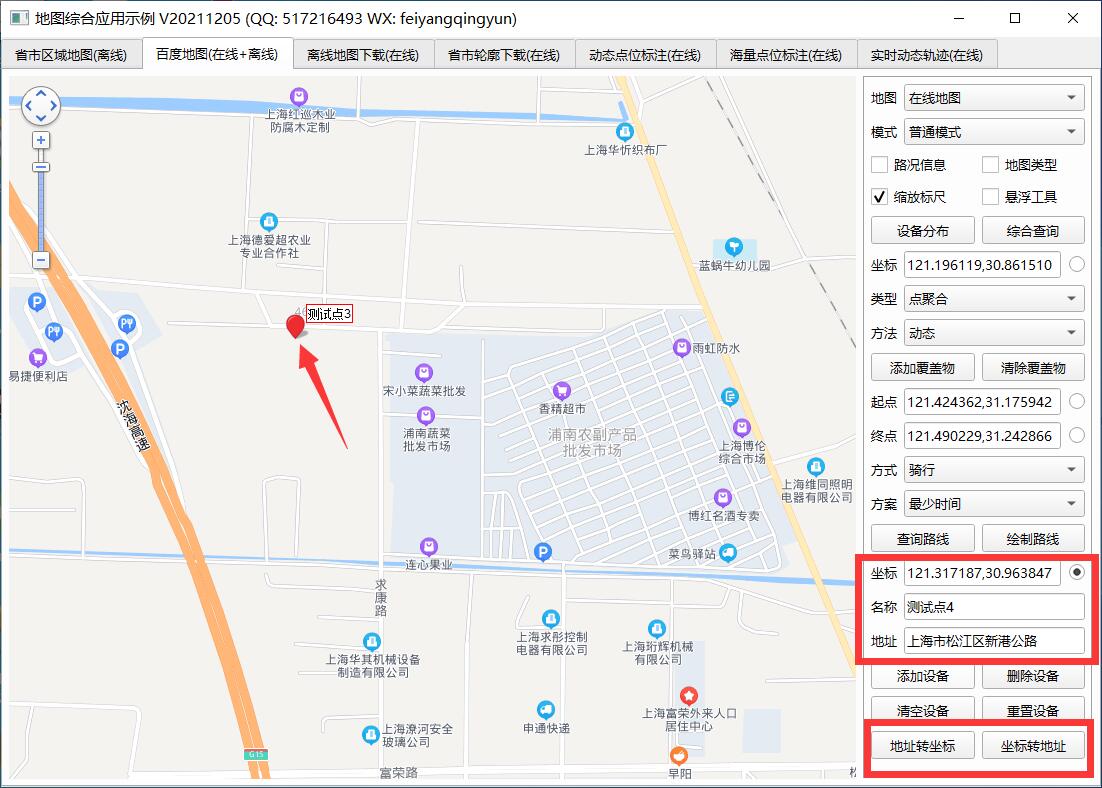 地图综合应用示例 V20211205 (QQ: 517216493 WX: feiyangqingyun)
省市区域地图(离线)
百度地图(在线+离线)
离线地图下载(在线)
省市轮廓下载(在线)
动态点位标注(在线)
海量点位标注(在线)
实时动态轨迹(在线)
上海红巡木业
防腐木定制
上海华忻织布厂
上海德爱超农业
专业合作社
蓝蜗牛幼儿园
测试点3
P
P
P
P
易捷便利店
沈海高速
宋小菜蔬菜批发
浦南蔬菜
批发市场
香精超市
浦南农副产品
批发市场
雨虹防水
上海博伦
综合市场
上海维同照明
电器有限公司
博红名酒专卖
菜鸟驿站
P
连心果业
求康路
上海求彤控制
电器有限公司
上海珩辉机械
有限公司
上海华其机械设备
制造有限公司
上海富荣外来人口
居住中心
申通快递
上海潦河安全
玻璃公司
G15
富荣路
早阳
地图
在线地图
模式
普通模式
路况信息
地图类型
缩放标尺
悬浮工具
设备分布
综合查询
坐标
121.196119,30.861510
类型
点聚合
方法
动态
添加覆盖物
清除覆盖物
起点
121.424362,31.175942
终点
121.490229,31.242866
方式
骑行
方案
最少时间
查询路线
绘制路线
坐标
121.317187,30.963847
名称
测试点4
地址
上海市松江区新港公路
添加设备
删除设备
清空设备
重置设备
地址转坐标
坐标转地址